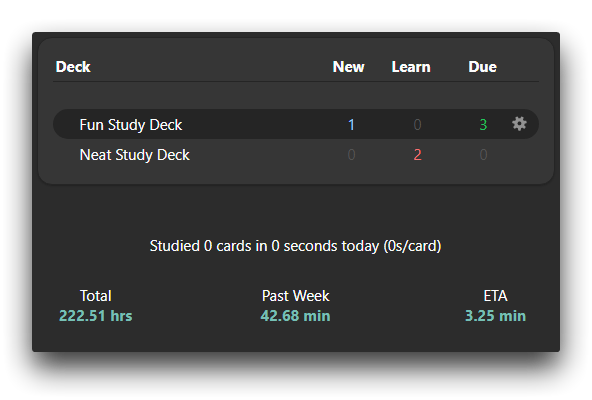 Deck New Learn Due
Fun Study Deck 1 0 3
Neat Study Deck 0 2 0
Studied 0 cards in 0 seconds today (0s/card)
Total Past Week ETA
222.51 hrs 42.68 min 3.25 min